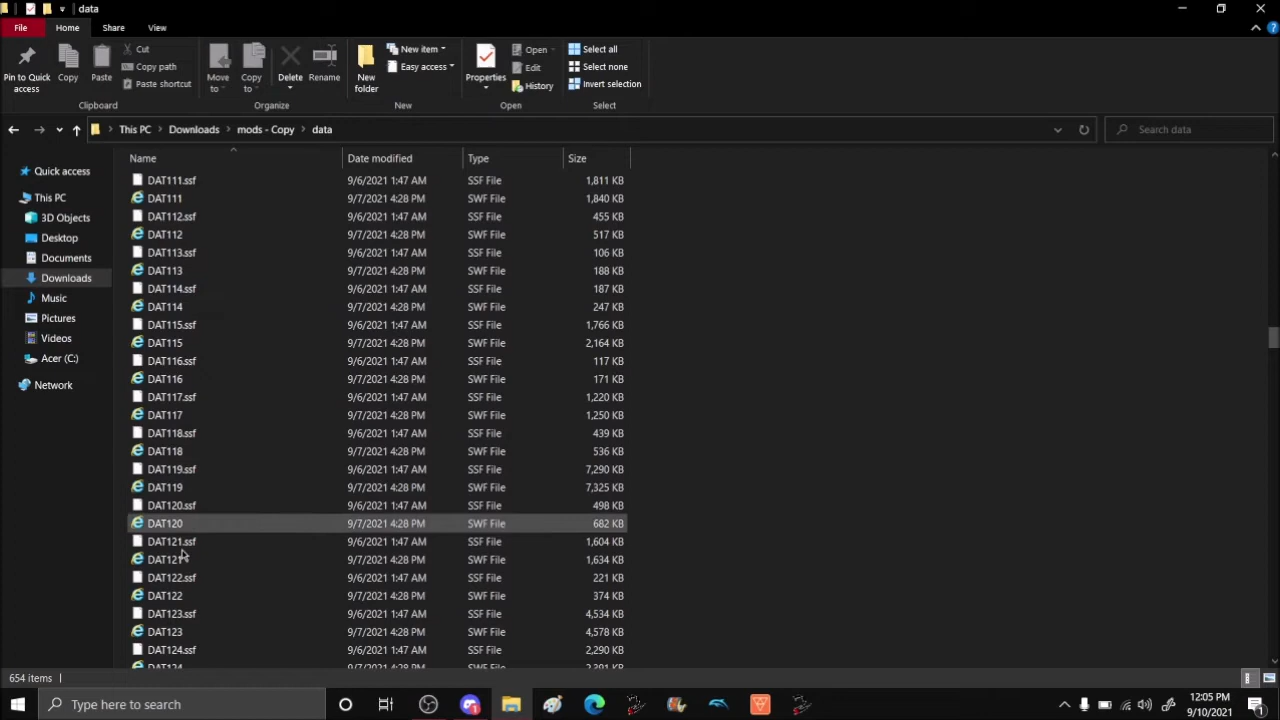 data
File Home Share View
Pin to Quick access
Copy
Paste
Cut
Copy path
Paste shortcut
Clipboard
Move to
Copy to
Delete
Rename
Organize
New folder
New item
Easy access
New
Properties
Open
Edit
History
Open
Select all
Select none
Invert selection
Select
This PC Downloads mods - Copy data
Search data
Quick access
This PC
3D Objects
Desktop
Documents
Downloads
Music
Pictures
Videos
Acer (C:)
Network
Name Date modified Type Size
DAT111.ssf 9/6/2021 1:47 AM SSF File 1,811 KB
DAT111 9/7/2021 4:28 PM SWF File 1,840 KB
DAT112.ssf 9/6/2021 1:47 AM SSF File 455 KB
DAT112 9/7/2021 4:28 PM SWF File 517 KB
DAT113.ssf 9/6/2021 1:47 AM SSF File 106 KB
DAT113 9/7/2021 4:28 PM SWF File 188 KB
DAT114.ssf 9/6/2021 1:47 AM SSF File 187 KB
DAT114 9/7/2021 4:28 PM SWF File 247 KB
DAT115.ssf 9/6/2021 1:47 AM SSF File 1,766 KB
DAT115 9/7/2021 4:28 PM SWF File 2,164 KB
DAT116.ssf 9/6/2021 1:47 AM SSF File 117 KB
DAT116 9/7/2021 4:28 PM SWF File 171 KB
DAT117.ssf 9/6/2021 1:47 AM SSF File 1,220 KB
DAT117 9/7/2021 4:28 PM SWF File 1,250 KB
DAT118.ssf 9/6/2021 1:47 AM SSF File 439 KB
DAT118 9/7/2021 4:28 PM SWF File 536 KB
DAT119.ssf 9/6/2021 1:47 AM SSF File 7,290 KB
DAT119 9/7/2021 4:28 PM SWF File 7,325 KB
DAT120.ssf 9/6/2021 1:47 AM SSF File 498 KB
DAT120 9/7/2021 4:28 PM SWF File 682 KB
DAT121.ssf 9/6/2021 1:47 AM SSF File 1,604 KB
DAT121 9/7/2021 4:28 PM SWF File 1,634 KB
DAT122.ssf 9/6/2021 1:47 AM SSF File 221 KB
DAT122 9/7/2021 4:28 PM SWF File 374 KB
DAT123.ssf 9/6/2021 1:47 AM SSF File 4,534 KB
DAT123 9/7/2021 4:28 PM SWF File 4,578 KB
DAT124.ssf 9/6/2021 1:47 AM SSF File 2,290 KB
DAT124 9/7/2021 4:28 PM SWF File
654 items
Type here to search
12:05 PM
9/10/2021
1